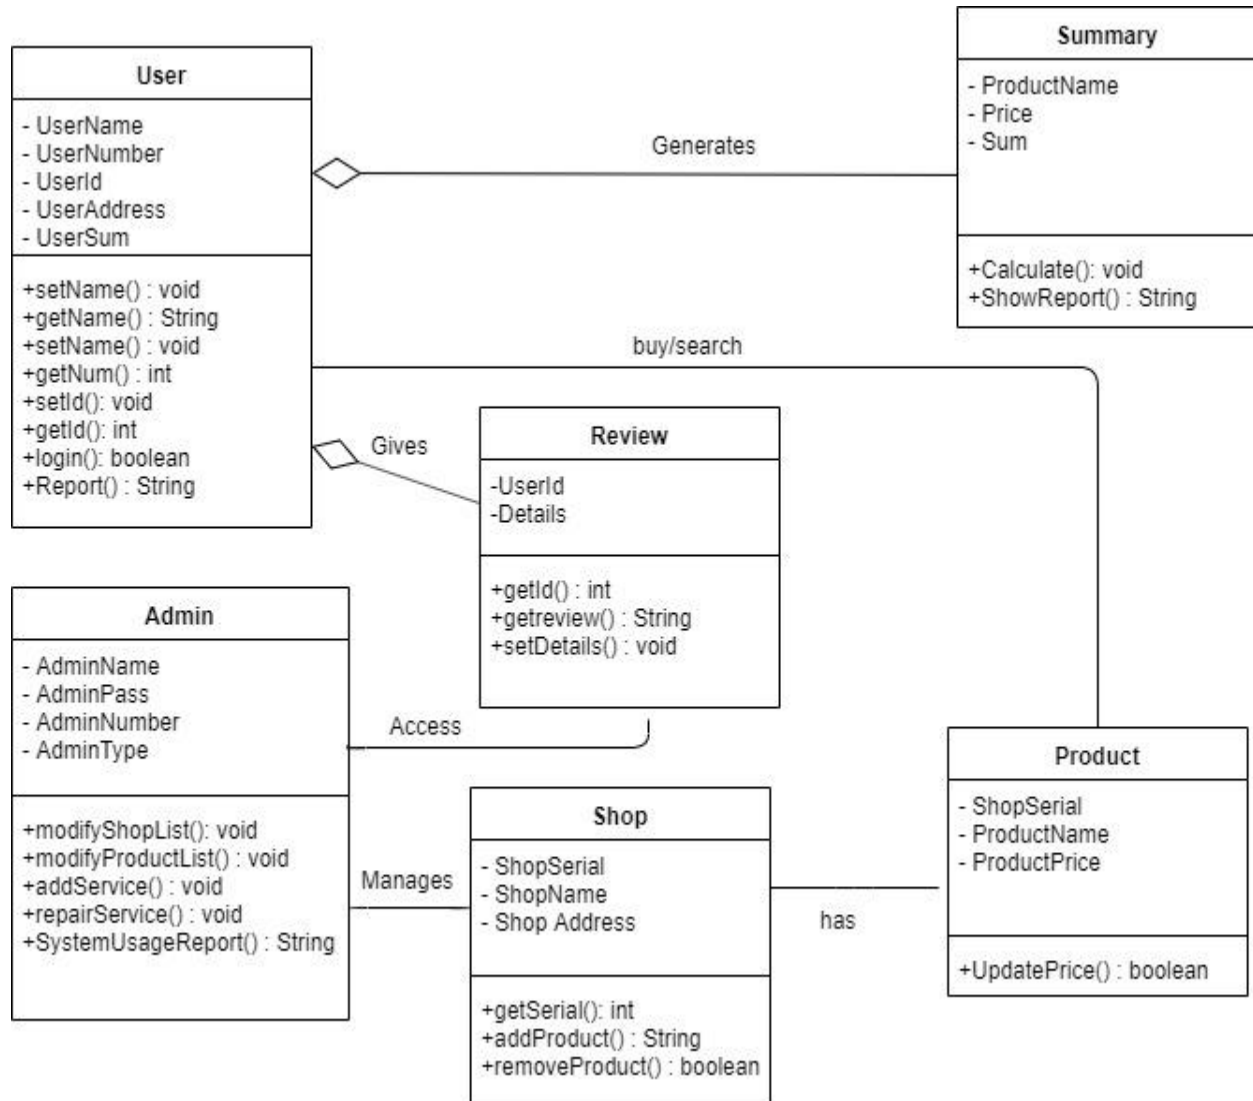 User
- UserName
- UserNumber
- UserId
- UserAddress
- UserSum
+setName() : void
+getName() : String
+setName() : void
+getNum() : int
+setId(): void
+getId(): int
+login(): boolean
+Report() : String
Generates
Summary
- ProductName
- Price
- Sum
+Calculate(): void
+ShowReport() : String
buy/search
Gives
Review
-UserId
-Details
+getId() : int
+getreview() : String
+setDetails() : void
Admin
- AdminName
- AdminPass
- AdminNumber
- AdminType
+modifyShopList(): void
+modifyProductList() : void
+addService() : void
+repairService() : void
+SystemUsageReport() : String
Access
Manages
Shop
- ShopSerial
- ShopName
- Shop Address
+getSerial(): int
+addProduct() : String
+removeProduct() : boolean
has
Product
- ShopSerial
- ProductName
- ProductPrice
+UpdatePrice() : boolean